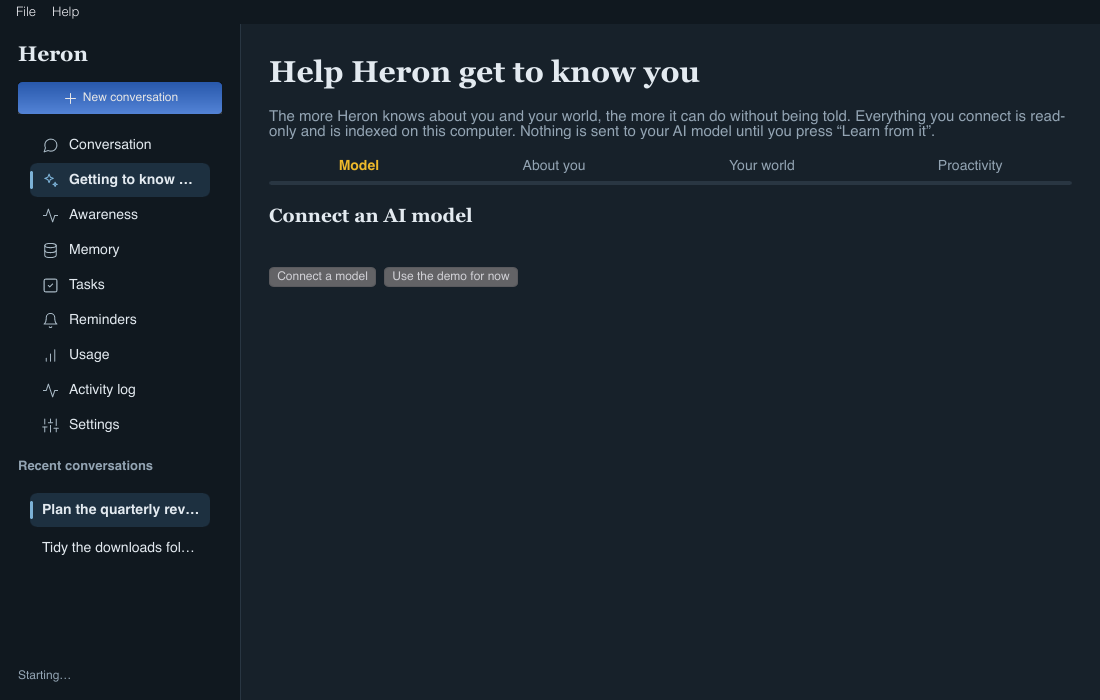 File Help
Heron
New conversation
Conversation
Getting to know …
Awareness
Memory
Tasks
Reminders
Usage
Activity log
Settings
Recent conversations
Plan the quarterly rev…
Tidy the downloads fol…
Starting…
Help Heron get to know you
The more Heron knows about you and your world, the more it can do without being told. Everything you connect is read-
only and is indexed on this computer. Nothing is sent to your AI model until you press “Learn from it”.
Model About you Your world Proactivity
Connect an AI model
Connect a model Use the demo for now